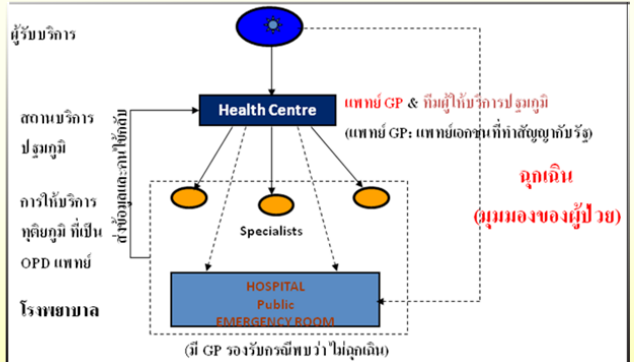 ผู้รับบริการ
Health Centre
แพทย์ GP & ทีมผู้ให้บริการปฐมภูมิ
(แพทย์ GP: แพทย์เอกชนที่ทำสัญญากับรัฐ)
สถานบริการ
ปฐมภูมิ
ส่งข้อมูลและคนไข้กลับ
ฉุกเฉิน
(มุมมองของผู้ป่วย)
การให้บริการ
ทุติยภูมิ ที่เป็น
OPD แพทย์
Specialists
โรงพยาบาล
HOSPITAL
Public
EMERGENCY ROOM
(มี GP รองรับกรณีพบว่า ไม่ฉุกเฉิน)